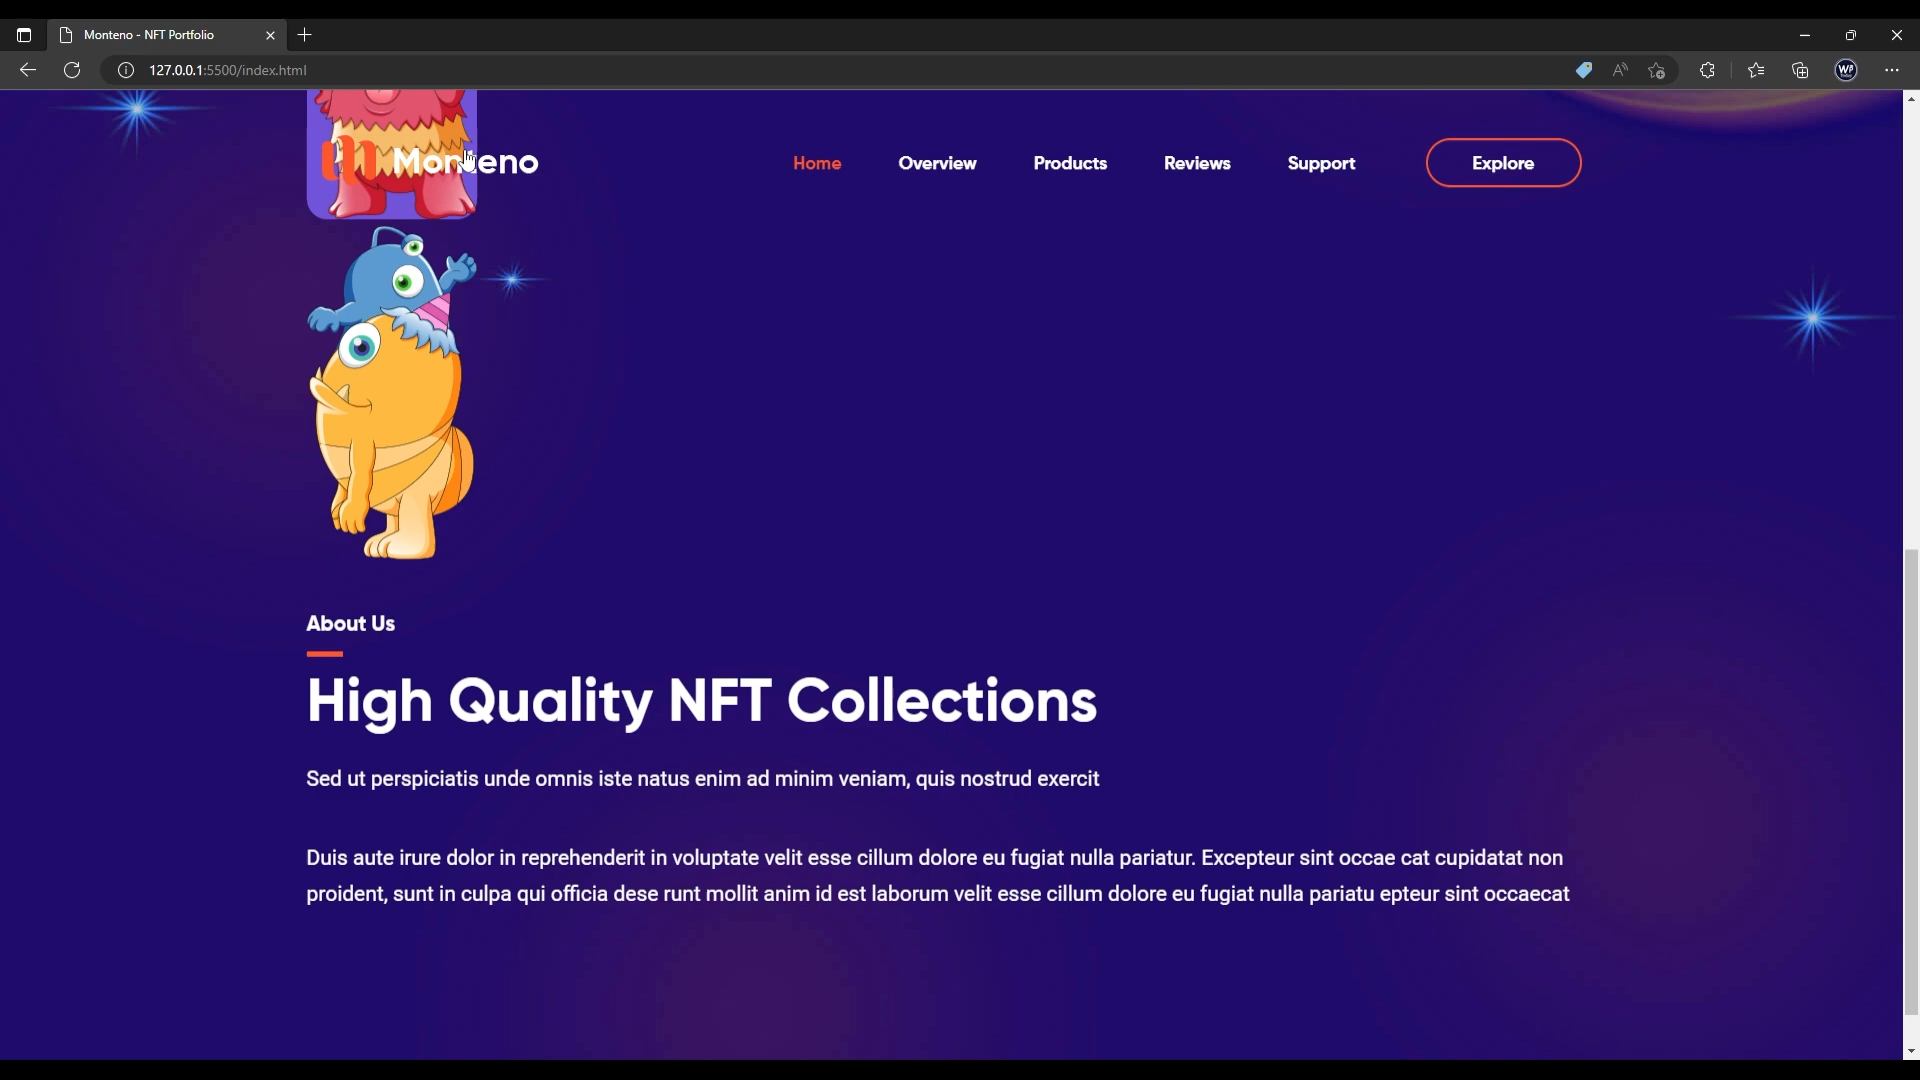 Monteno - NFT Portfolio
127.0.0.1:5500/index.html
WP
Monteno
Home
Overview
Products
Reviews
Support
Explore
About Us
High Quality NFT Collections
Sed ut perspiciatis unde omnis iste natus enim ad minim veniam, quis nostrud exercit
Duis aute irure dolor in reprehenderit in voluptate velit esse cillum dolore eu fugiat nulla pariatur. Excepteur sint occae cat cupidatat non
proident, sunt in culpa qui officia dese runt mollit anim id est laborum velit esse cillum dolore eu fugiat nulla pariatu epteur sint occaecat